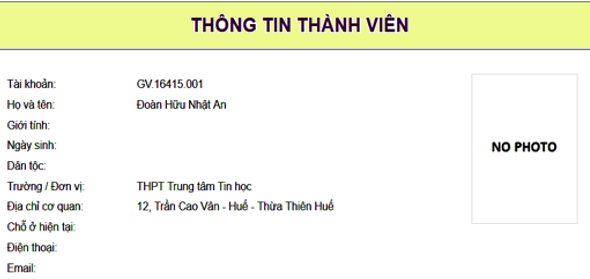 THÔNG TIN THÀNH VIÊN
Tài khoản: GV.16415.001
Họ và tên: Đoàn Hữu Nhật An
Giới tính:
Ngày sinh:
Dân tộc:
NO PHOTO
Trường / Đơn vị: THPT Trung tâm Tin học
Địa chỉ cơ quan: 12, Trần Cao Vân - Huế - Thừa Thiên Huế
Chỗ ở hiện tại:
Điện thoại:
Email: